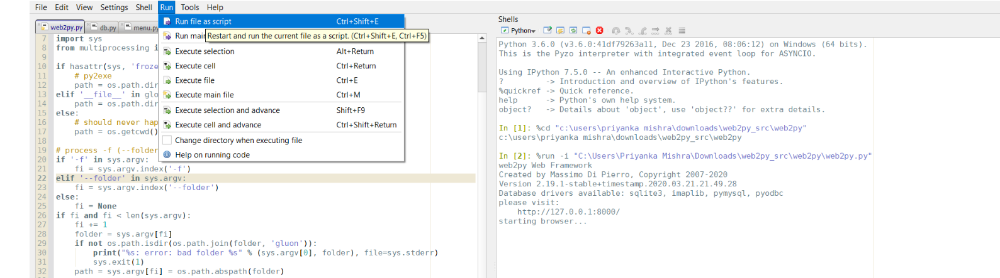 File Edit View Settings Shell Run Tools Help
web2py.py db.py menu.py
Run file as script Ctrl+Shift+E
Run mai
Restart and run the current file as a script. (Ctrl+Shift+E, Ctrl+F5)
Execute selection Alt+Return
Execute cell Ctrl+Return
Execute file Ctrl+E
Execute main file Ctrl+M
Execute selection and advance Shift+F9
Execute cell and advance Ctrl+Shift+Return
Change directory when executing file
Help on running code
7 import sys
8 from multiprocessing i
9
10 if hasattr(sys, 'froze
11 # py2exe
12 path = os.path.dir
13 elif '__file__' in glo
14 path = os.path.dir
15 else:
16 # should never hap
17 path = os.getcwd()
18
19 # process -f (--folder
20 if '-f' in sys.argv:
21 fi = sys.argv.index('-f')
22 elif '--folder' in sys.argv:
23 fi = sys.argv.index('--folder')
24 else:
25 fi = None
26 if fi and fi < len(sys.argv):
27 fi += 1
28 folder = sys.argv[fi]
29 if not os.path.isdir(os.path.join(folder, 'gluon')):
30 print("%s: error: bad folder %s" % (sys.argv[0], folder), file=sys.stderr)
31 sys.exit(1)
32 path = sys.argv[fi] = os.path.abspath(folder)
Shells
Python
Python 3.6.0 (v3.6.0:41df79263a11, Dec 23 2016, 08:06:12) on Windows (64 bits).
This is the Pyzo interpreter with integrated event loop for ASYNCIO.
Using IPython 7.5.0 -- An enhanced Interactive Python.
? -> Introduction and overview of IPython's features.
%quickref -> Quick reference.
help -> Python's own help system.
object? -> Details about 'object', use 'object??' for extra details.
In [1]: %cd "c:\users\priyanka mishra\downloads\web2py_src\web2py"
c:\users\priyanka mishra\downloads\web2py_src\web2py
In [2]: %run -i "C:\Users\Priyanka Mishra\Downloads\web2py_src\web2py\web2py.py"
web2py Web Framework
Created by Massimo Di Pierro, Copyright 2007-2020
Version 2.19.1-stable+timestamp.2020.03.21.21.49.28
Database drivers available: sqlite3, imaplib, pymysql, pyodbc
please visit:
http://127.0.0.1:8000/
starting browser...